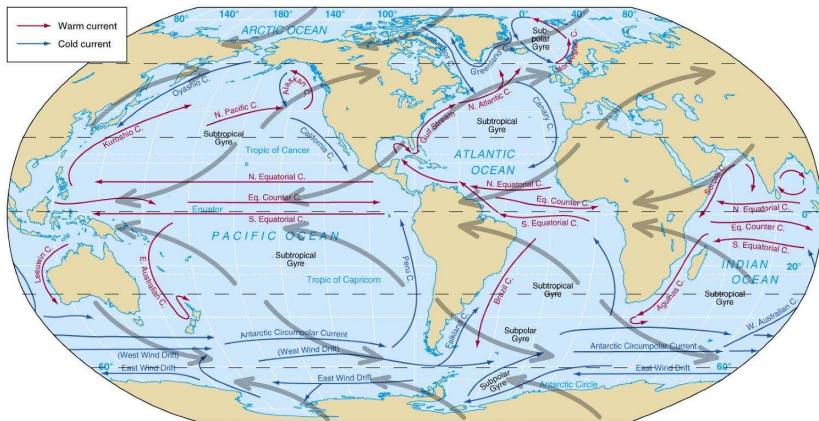 Warm current
Cold current
80° 140° 180° 140° 100° 60° 20° 0° 20° 40° 80°
ARCTIC OCEAN
Sub-
polar
Gyre
Norwegian C.
Greenland C.
Oyashio C.
Alaskan C.
N. Pacific C.
Kuroshio C.
Subtropical
Gyre
California C.
Gulf Stream
N. Atlantic C.
Canary C.
Subtropical
Gyre
Tropic of Cancer
ATLANTIC
OCEAN
N. Equatorial C.
N. Equatorial C.
Somali C.
Eq. Counter C.
Eq. Counter C.
N. Equatorial C.
Equator
0°
S. Equatorial C.
S. Equatorial C.
Eq. Counter C.
S. Equatorial C.
PACIFIC OCEAN
Leeuwin C.
E. Australian C.
Subtropical
Gyre
Tropic of Capricorn
Peru C.
Brazil C.
Subtropical
Gyre
Agulhas C.
INDIAN
OCEAN
20°
Subtropical
Gyre
W. Australian C.
Antarctic Circumpolar Current
Antarctic Circumpolar Current
Falkland C.
Subpolar
Gyre
(West Wind Drift)
(West Wind Drift)
(West Wind Drift)
60°
East Wind Drift
East Wind Drift
East Wind Drift
60°
Subpolar
Gyre
Antarctic Circle